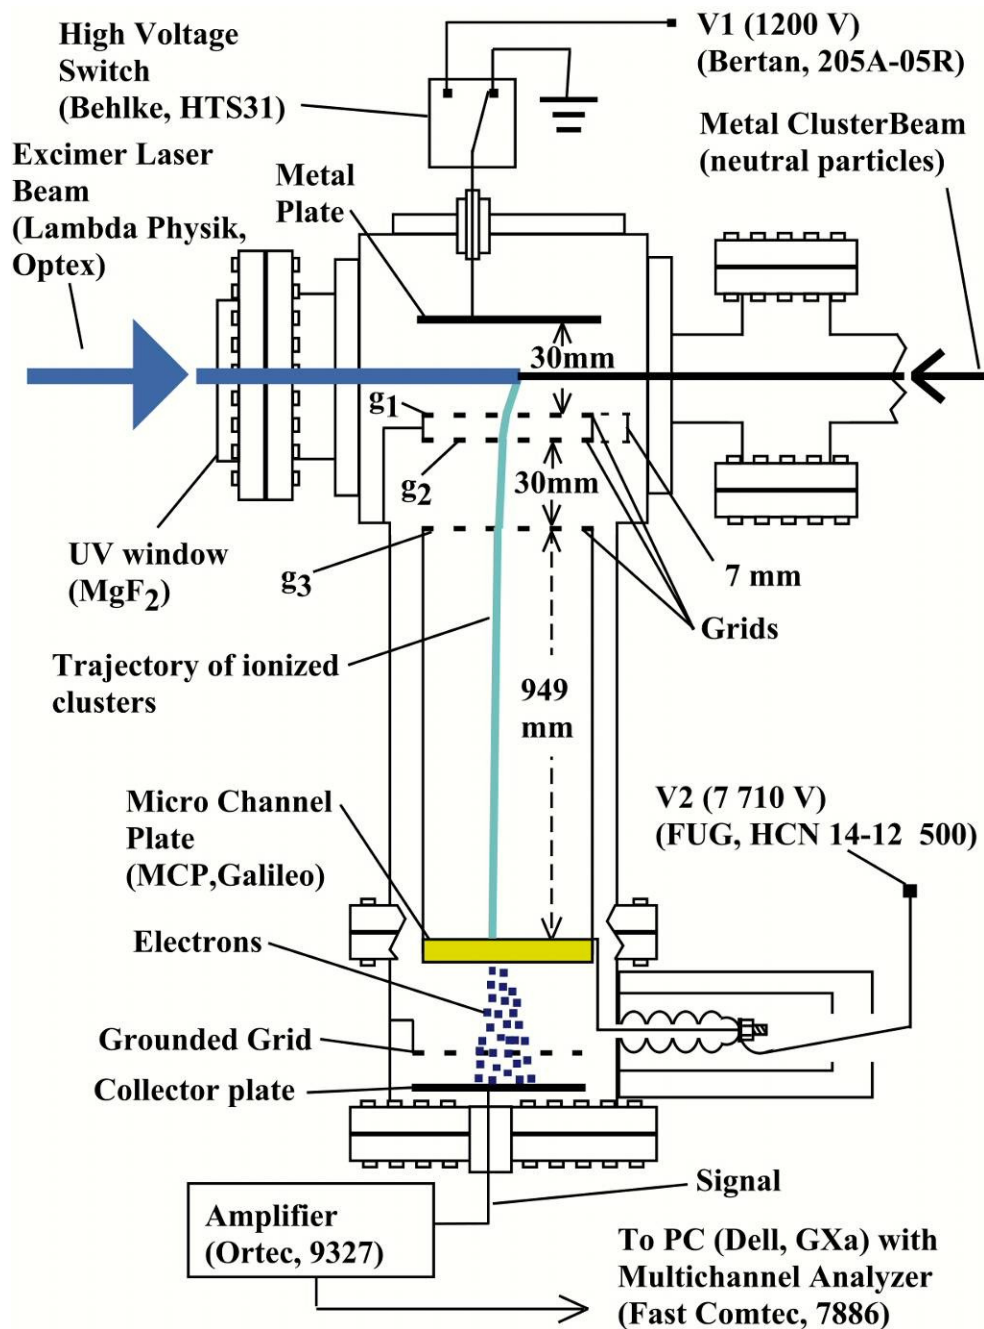 High Voltage
Switch
(Behlke, HTS31)
V1 (1200 V)
(Bertan, 205A-05R)
Metal ClusterBeam
(neutral particles)
Excimer Laser
Beam
(Lambda Physik,
Optex)
Metal
Plate
30mm
g1
g2
30mm
UV window
(MgF2)
g3
7 mm
Grids
Trajectory of ionized
clusters
949
mm
Micro Channel
Plate
(MCP,Galileo)
V2 (7 710 V)
(FUG, HCN 14-12 500)
Electrons
Grounded Grid
Collector plate
Signal
Amplifier
(Ortec, 9327)
To PC (Dell, GXa) with
Multichannel Analyzer
(Fast Comtec, 7886)